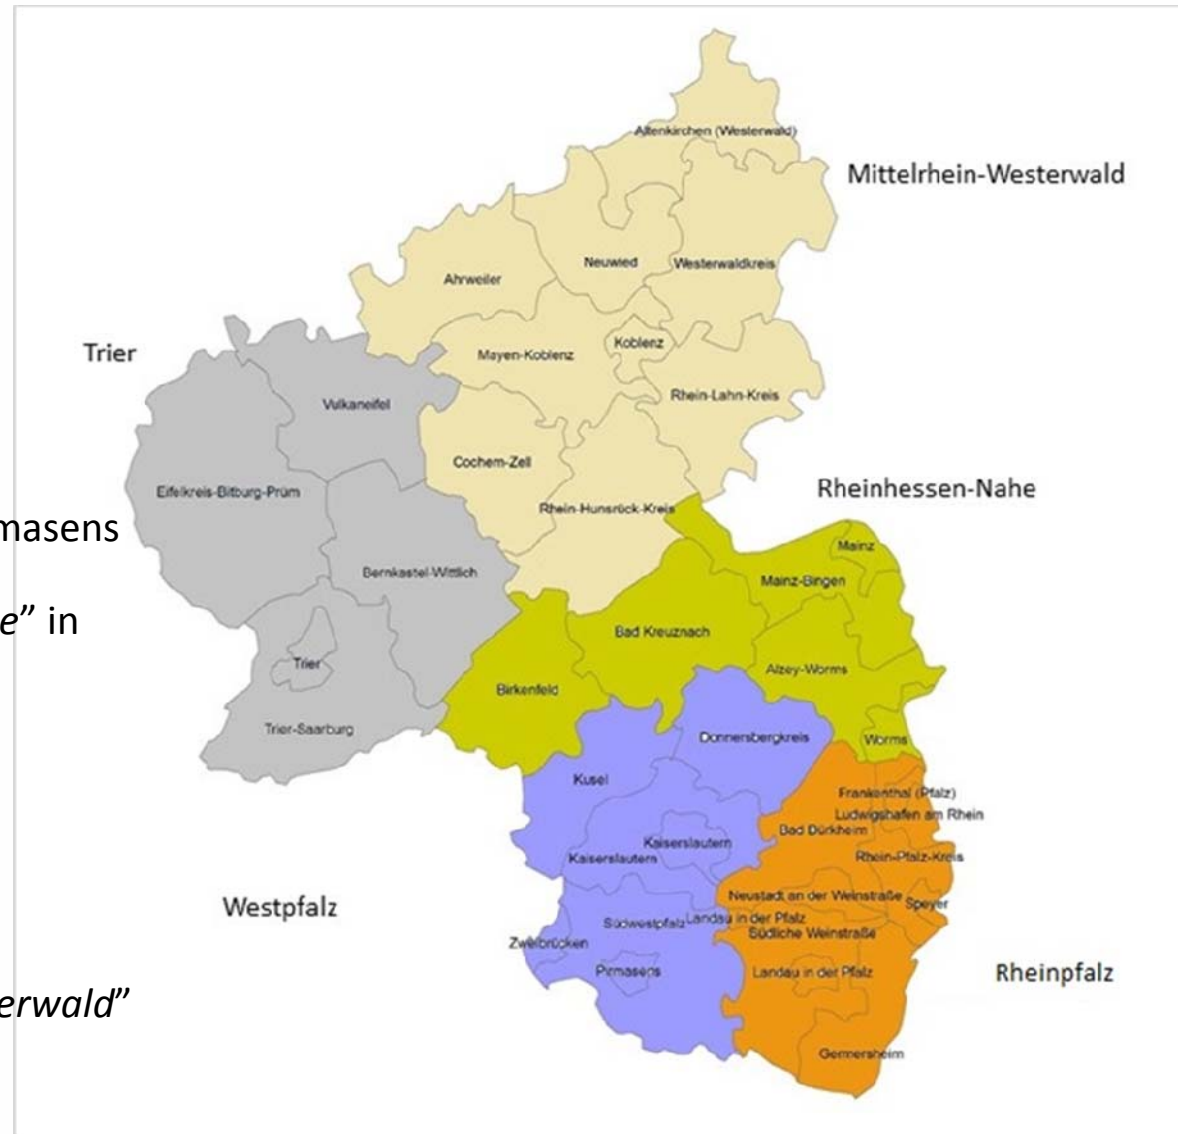 Altenkirchen (Westerwald)
Mittelrhein-Westerwald
Neuwied
Westerwaldkreis
Ahrweiler
Koblenz
Trier
Mayen-Koblenz
Rhein-Lahn-Kreis
Vulkaneifel
Cochem-Zell
Rheinhessen-Nahe
Eifelkreis-Bitburg-Prüm
Rhein-Hunsrück-Kreis
masens
Mainz
Bernkastel-Wittlich
Mainz-Bingen
e” in
Bad Kreuznach
Trier
Alzey-Worms
Birkenfeld
Trier-Saarburg
Donnersbergkreis
Worms
Kusel
Frankenthal (Pfalz)
Ludwigshafen am Rhein
Bad Dürkheim
Kaiserslautern
Kaiserslautern
Rhein-Pfalz-Kreis
Neustadt an der Weinstraße
Speyer
Westpfalz
Landau in der Pfalz
Südwestpfalz
Südliche Weinstraße
Zweibrücken
Pirmasens
Landau in der Pfalz
Rheinpfalz
erwald”
Germersheim